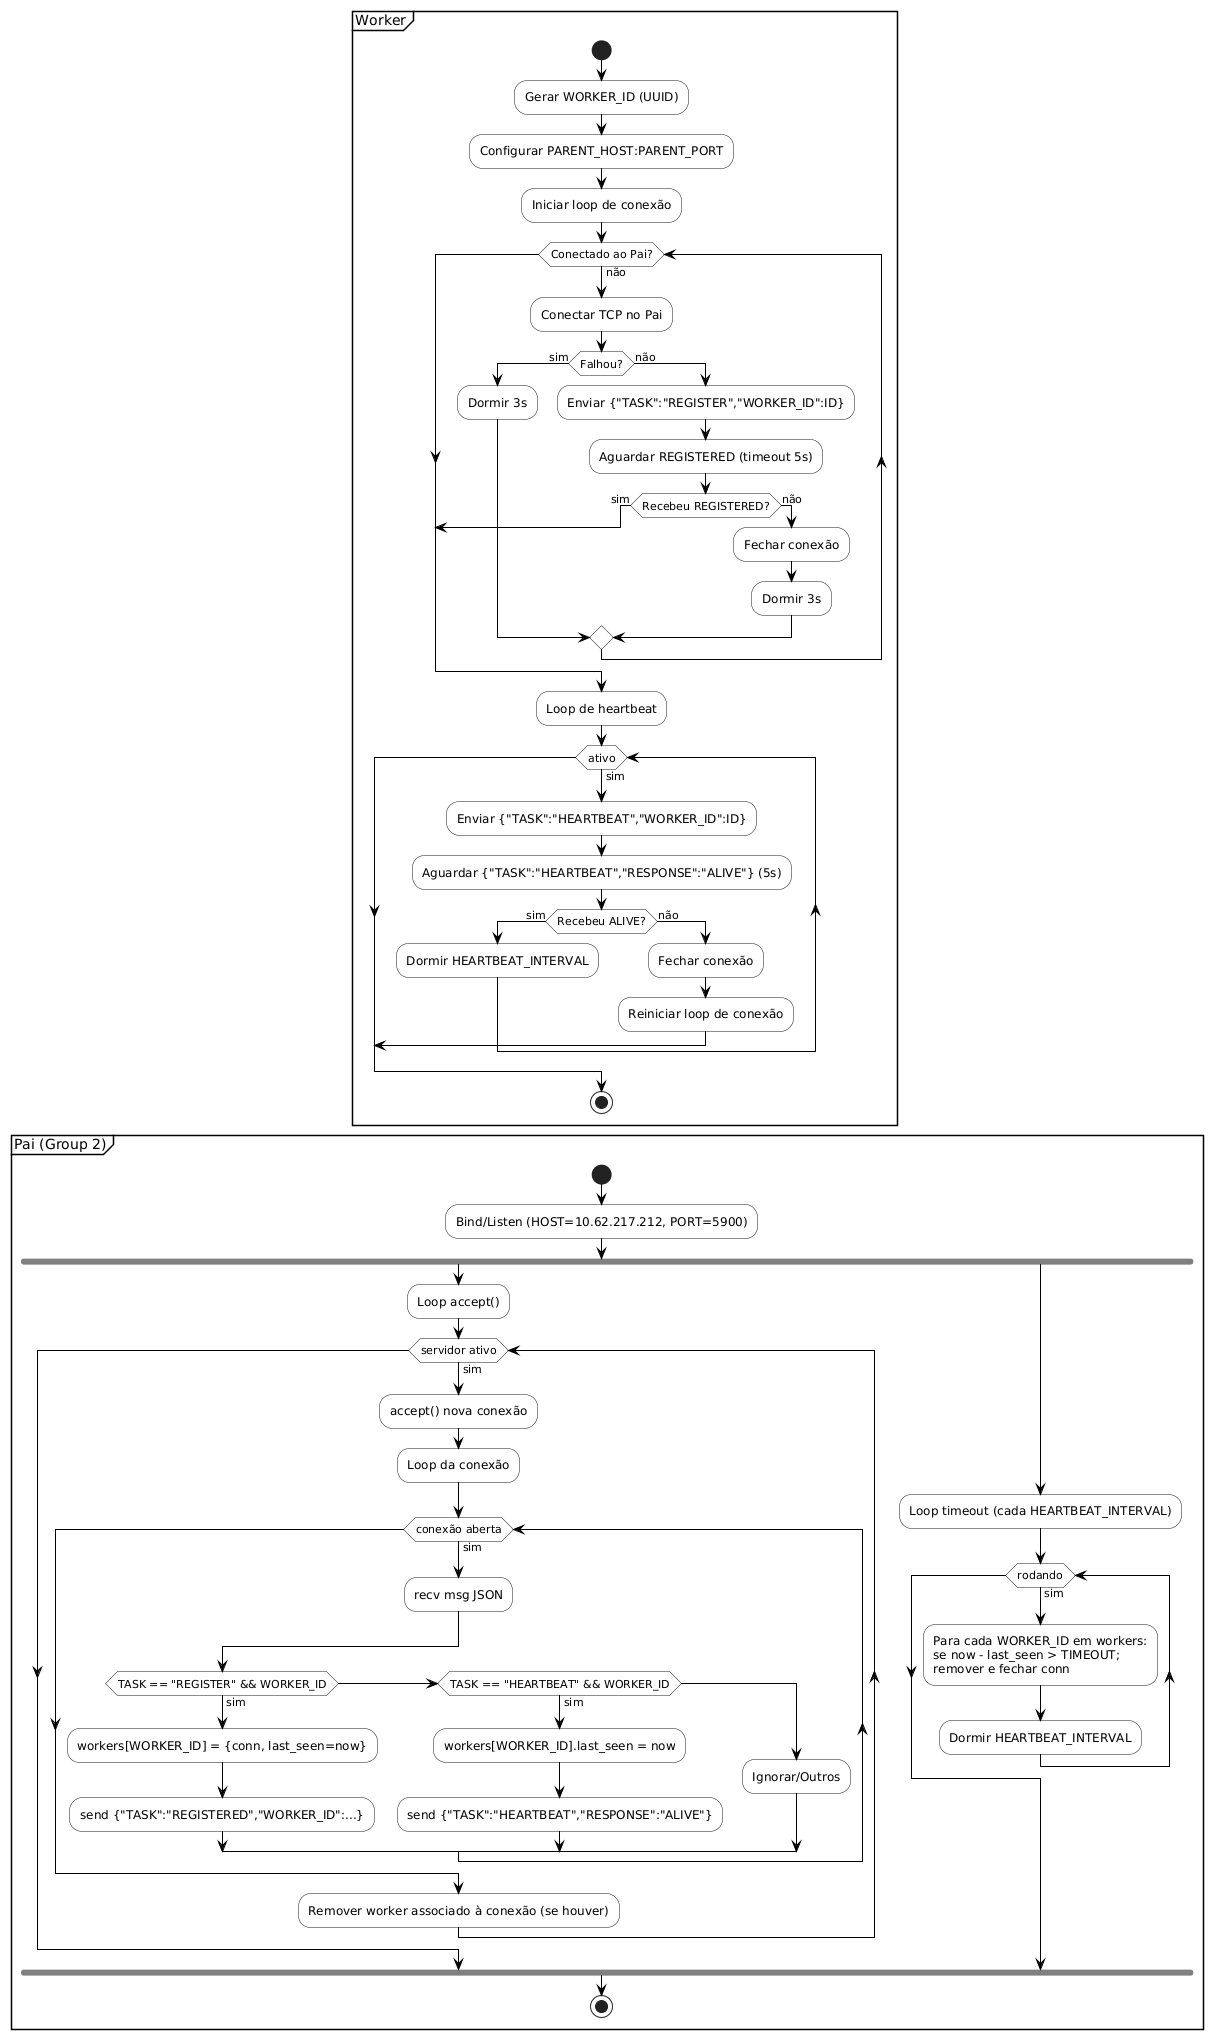 Worker
Gerar WORKER_ID (UUID)
Configurar PARENT_HOST:PARENT_PORT
Iniciar loop de conexão
Conectado ao Pai?
não
Conectar TCP no Pai
sim
Falhou?
não
Dormir 3s
Enviar {"TASK":"REGISTER","WORKER_ID":ID}
Aguardar REGISTERED (timeout 5s)
sim
Recebeu REGISTERED?
não
Fechar conexão
Dormir 3s
Loop de heartbeat
ativo
sim
Enviar {"TASK":"HEARTBEAT","WORKER_ID":ID}
Aguardar {"TASK":"HEARTBEAT","RESPONSE":"ALIVE"} (5s)
sim
Recebeu ALIVE?
não
Dormir HEARTBEAT_INTERVAL
Fechar conexão
Reiniciar loop de conexão
Pai (Group 2)
Bind/Listen (HOST=10.62.217.212, PORT=5900)
Loop accept()
servidor ativo
sim
accept() nova conexão
Loop da conexão
conexão aberta
sim
recv msg JSON
TASK == "REGISTER" && WORKER_ID
sim
workers[WORKER_ID] = {conn, last_seen=now}
send {"TASK":"REGISTERED","WORKER_ID":...}
TASK == "HEARTBEAT" && WORKER_ID
sim
workers[WORKER_ID].last_seen = now
send {"TASK":"HEARTBEAT","RESPONSE":"ALIVE"}
Ignorar/Outros
Remover worker associado à conexão (se houver)
Loop timeout (cada HEARTBEAT_INTERVAL)
rodando
sim
Para cada WORKER_ID em workers:
se now - last_seen > TIMEOUT;
remover e fechar conn
Dormir HEARTBEAT_INTERVAL